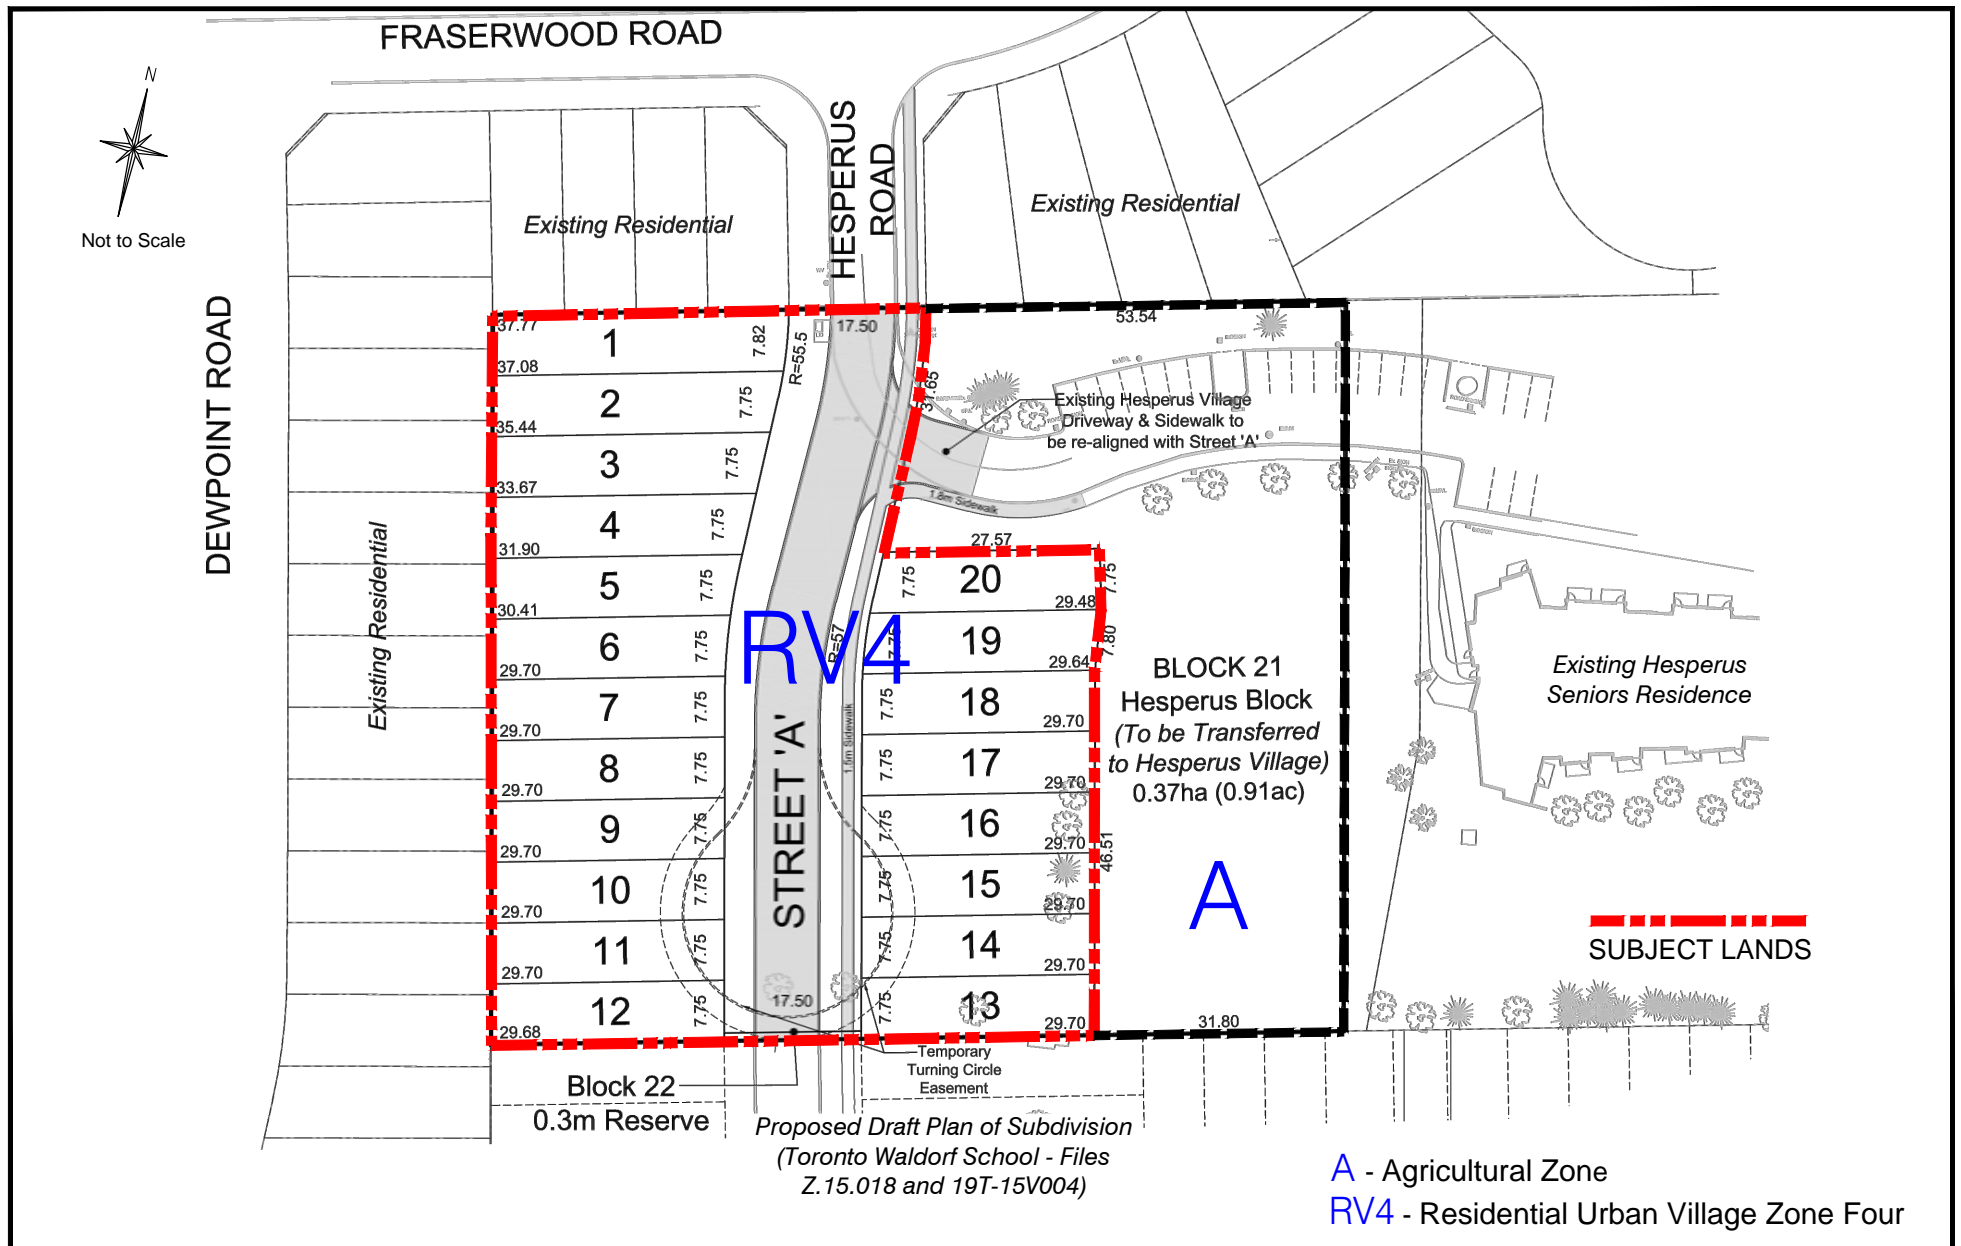 FRASERWOOD ROAD
N
Not to Scale
HESPERUS
ROAD
DEWPOINT ROAD
Existing Residential
Existing Residential
Existing Residential
37.77
1
7.82
R=55.5
17.50
53.54
37.08
2
7.75
31.65
Existing Hesperus Village
Driveway & Sidewalk to
be re-aligned with Street 'A'
35.44
3
7.75
33.67
4
7.75
1.8m Sidewalk
31.90
27.57
5
7.75
7.75
20
7.75
30.41
29.48
6
7.75
RV4
R=57
7.75
19
7.80
29.70
29.64
7
7.75
7.75
18
29.70
29.70
8
7.75
1.5m Sidewalk
7.75
17
29.70
29.70
9
7.75
7.75
16
29.70
29.70
46.51
10
7.75
7.75
15
29.70
29.70
11
7.75
7.75
14
29.70
29.70
12
7.75
17.50
7.75
13
29.68
29.70
31.80
STREET 'A'
BLOCK 21
Hesperus Block
(To be Transferred
to Hesperus Village)
0.37ha (0.91ac)
A
Existing Hesperus
Seniors Residence
SUBJECT LANDS
Block 22
0.3m Reserve
Temporary
Turning Circle
Easement
Proposed Draft Plan of Subdivision
(Toronto Waldorf School - Files
Z.15.018 and 19T-15V004)
A - Agricultural Zone
RV4 - Residential Urban Village Zone Four